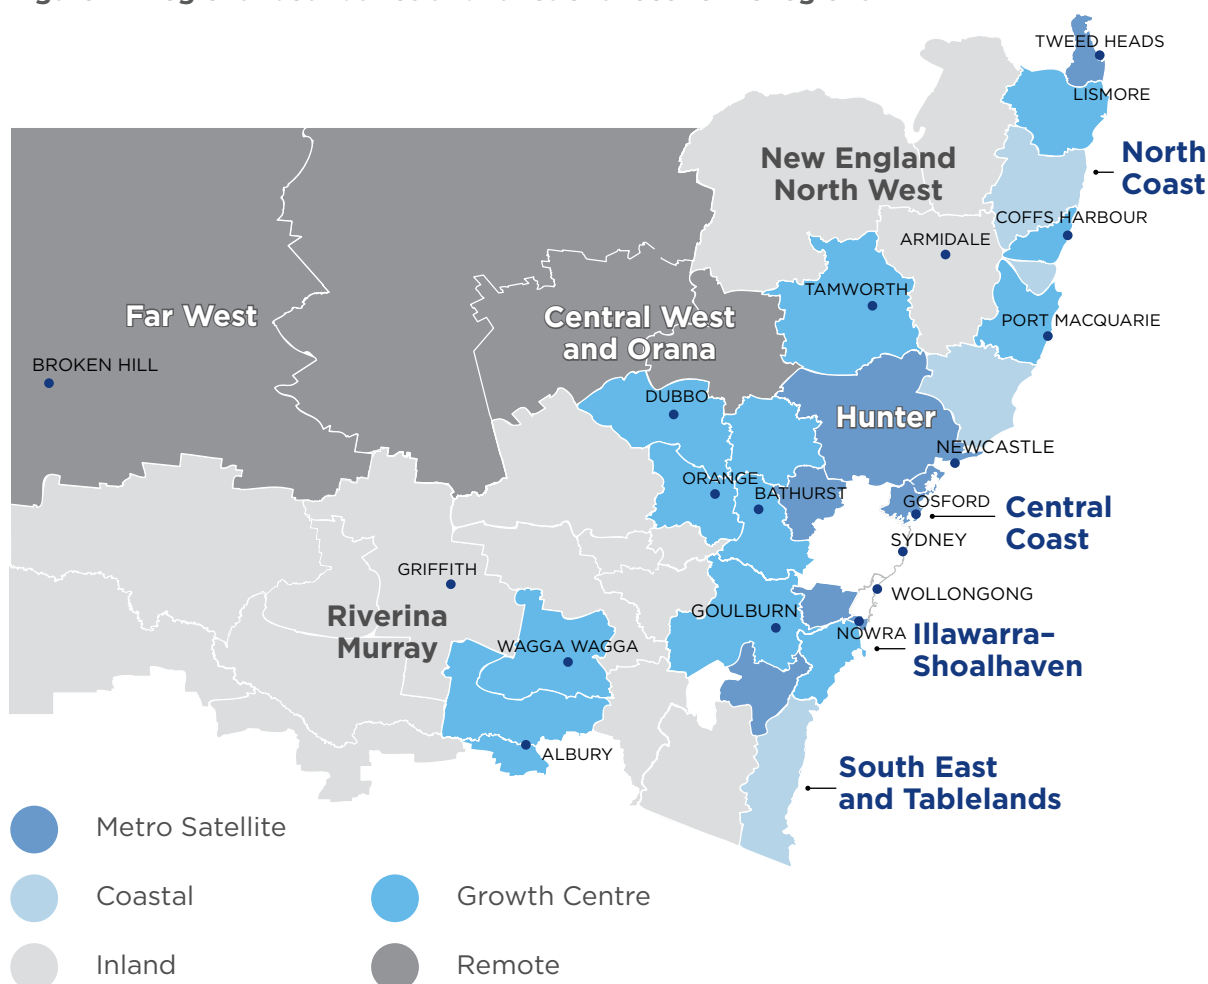 TWEED HEADS
LISMORE
New England
North West
North
Coast
COFFS HARBOUR
ARMIDALE
TAMWORTH
Far West
Central West
and Orana
PORT MACQUARIE
BROKEN HILL
DUBBO
Hunter
NEWCASTLE
ORANGE
BATHURST
GOSFORD
Central
Coast
SYDNEY
GRIFFITH
WOLLONGONG
GOULBURN
Riverina
Murray
NOWRA
Illawarra–
Shoalhaven
WAGGA WAGGA
ALBURY
South East
and Tablelands
Metro Satellite
Coastal
Growth Centre
Inland
Remote